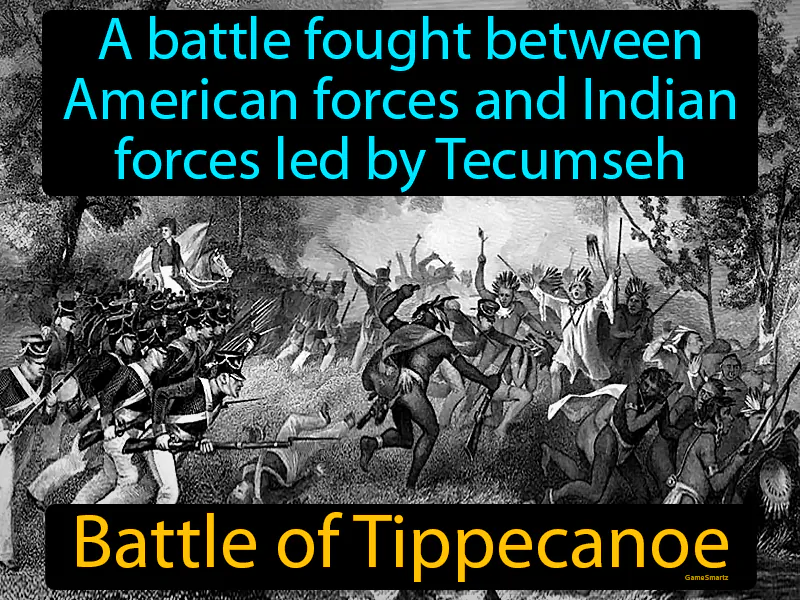 A battle fought between
American forces and Indian
forces led by Tecumseh
Battle of Tippecanoe
GameSmartz